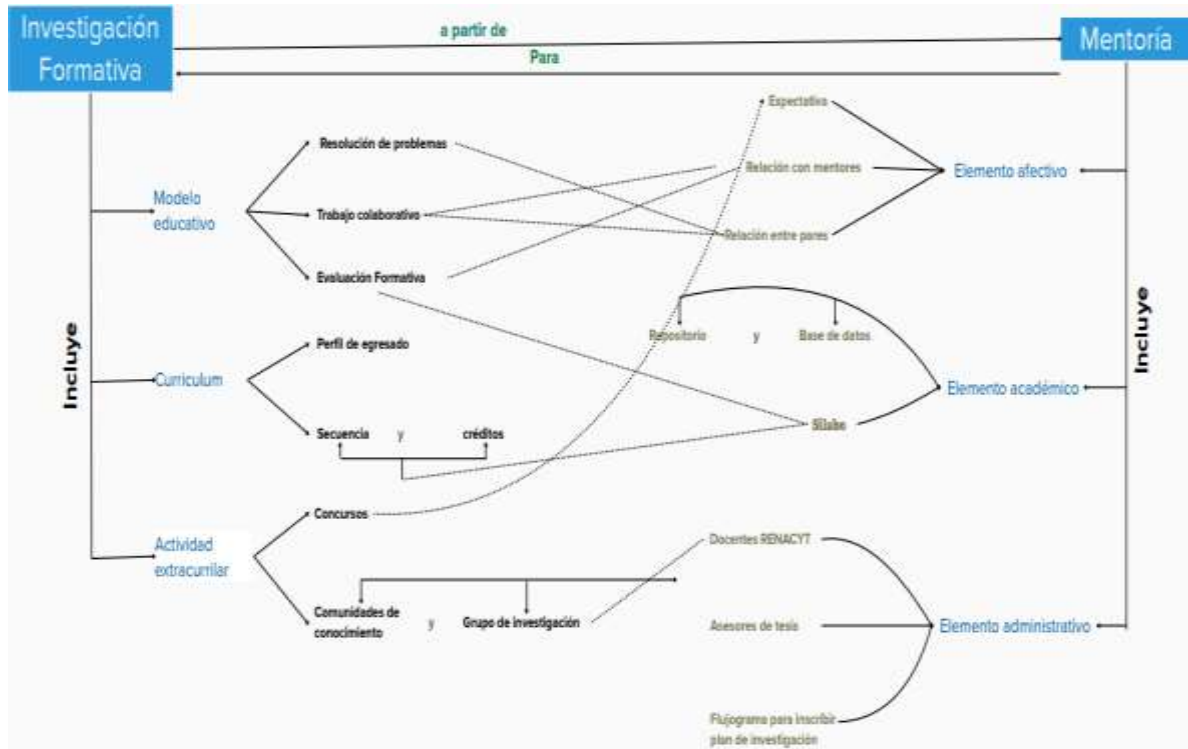 Investigación
Formativa
a partir de
Para
Mentoría
Expectativa
Resolución de problemas
Relación con mentores
Elemento afectivo
Modelo
educativo
Trabajo colaborativo
Relación entre pares
Evaluación Formativa
Incluye
Incluye
Perfil de egresado
Repositorio y Base de datos
Curriculum
Elemento académico
Secuencia y créditos
Sílabo
Concursos
Actividad
extracurrilar
Docentes RENACYT
Comunidades de
conocimiento
y
Grupo de investigación
Asesores de tesis
Elemento administrativo
Flujograma para inscribir
plan de investigación